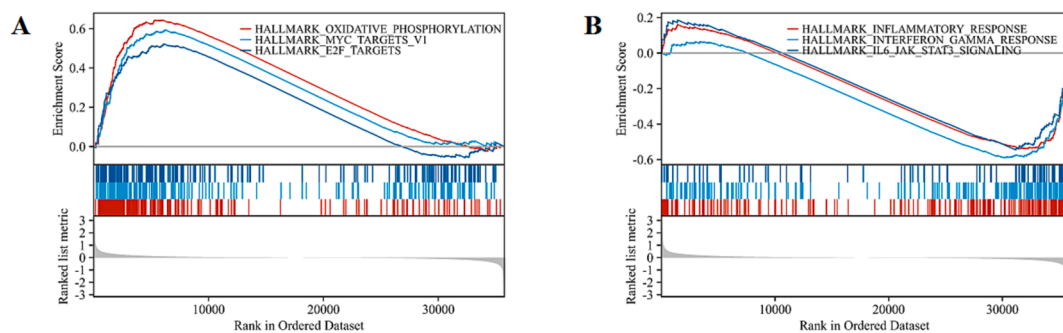 A
HALLMARK_OXIDATIVE_PHOSPHORYLATION
HALLMARK_MYC_TARGETS_V1
HALLMARK_E2F_TARGETS
Enrichment Score
0.6
0.4
0.2
0.0
Ranked list metric
3
2
1
0
-1
-2
-3
10000
20000
30000
Rank in Ordered Dataset
B
HALLMARK_INFLAMMATORY_RESPONSE
HALLMARK_INTERFERON_GAMMA_RESPONSE
HALLMARK_IL6_JAK_STAT3_SIGNALING
Enrichment Score
0.2
0.0
-0.2
-0.4
-0.6
Ranked list metric
3
2
1
0
-1
-2
-3
10000
20000
30000
Rank in Ordered Dataset